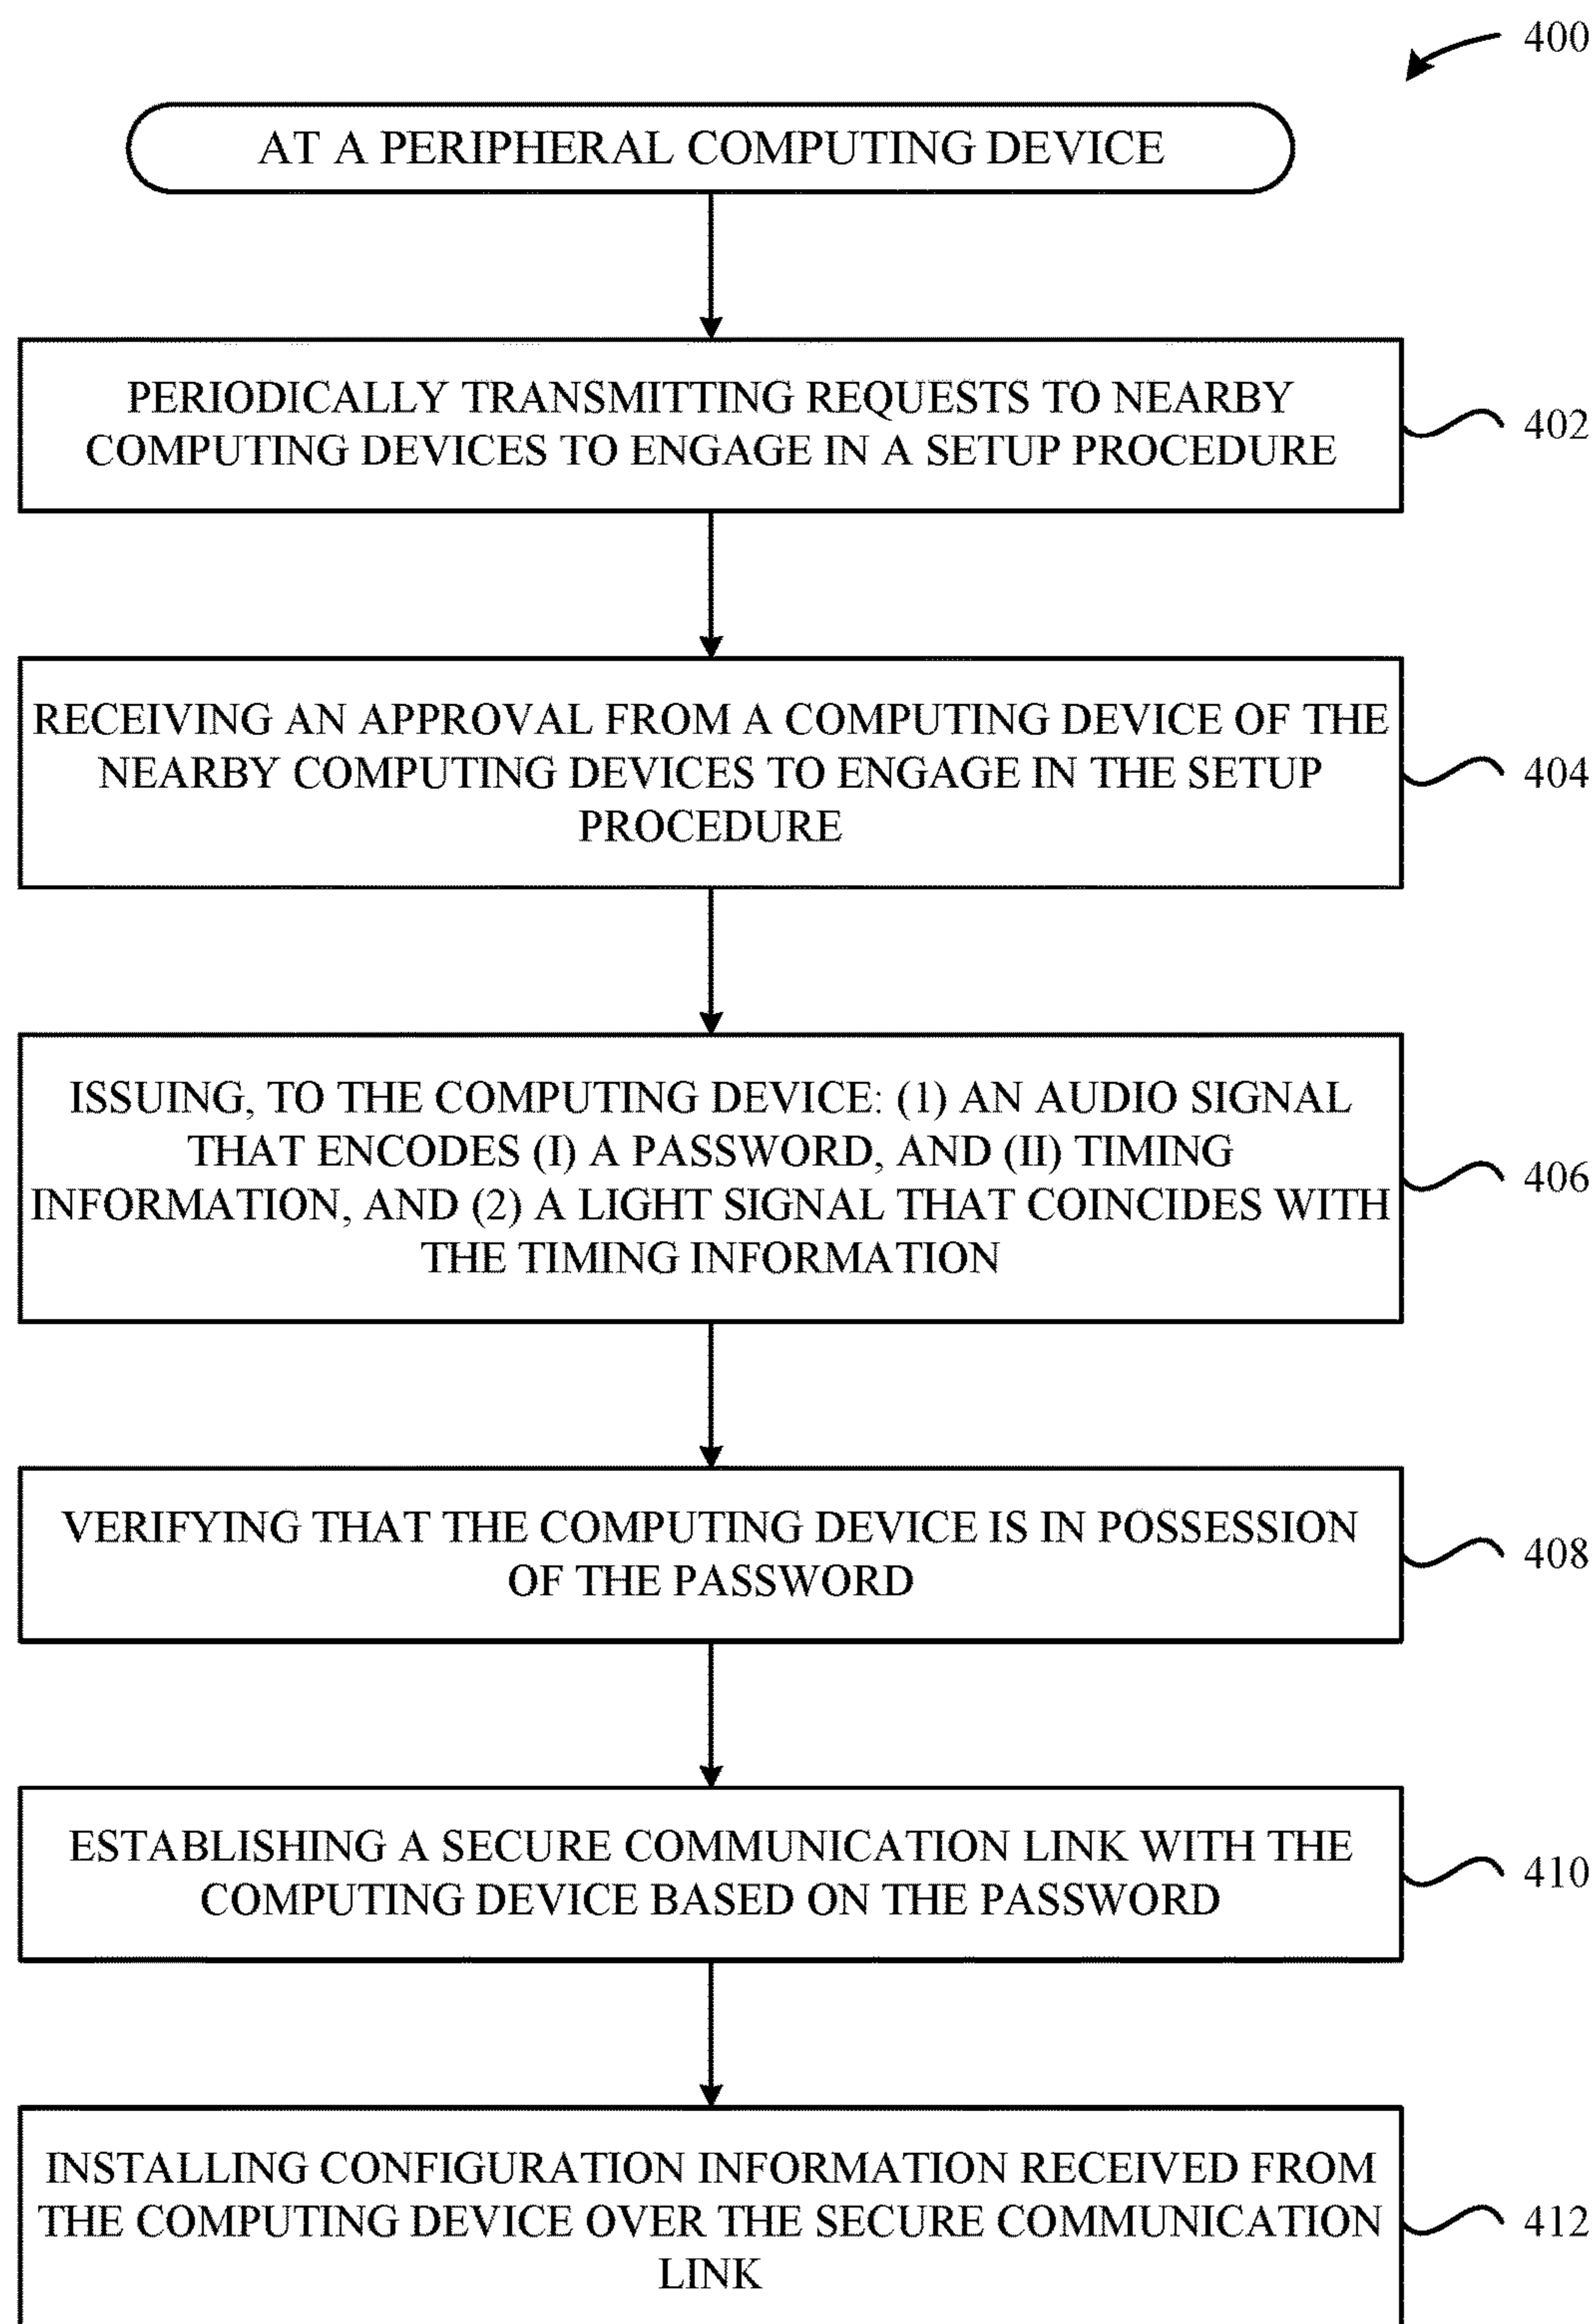 400
AT A PERIPHERAL COMPUTING DEVICE
PERIODICALLY TRANSMITTING REQUESTS TO NEARBY
COMPUTING DEVICES TO ENGAGE IN A SETUP PROCEDURE
402
RECEIVING AN APPROVAL FROM A COMPUTING DEVICE OF THE
NEARBY COMPUTING DEVICES TO ENGAGE IN THE SETUP
PROCEDURE
404
ISSUING, TO THE COMPUTING DEVICE: (1) AN AUDIO SIGNAL
THAT ENCODES (I) A PASSWORD, AND (II) TIMING
INFORMATION, AND (2) A LIGHT SIGNAL THAT COINCIDES WITH
THE TIMING INFORMATION
406
VERIFYING THAT THE COMPUTING DEVICE IS IN POSSESSION
OF THE PASSWORD
408
ESTABLISHING A SECURE COMMUNICATION LINK WITH THE
COMPUTING DEVICE BASED ON THE PASSWORD
410
INSTALLING CONFIGURATION INFORMATION RECEIVED FROM
THE COMPUTING DEVICE OVER THE SECURE COMMUNICATION
LINK
412